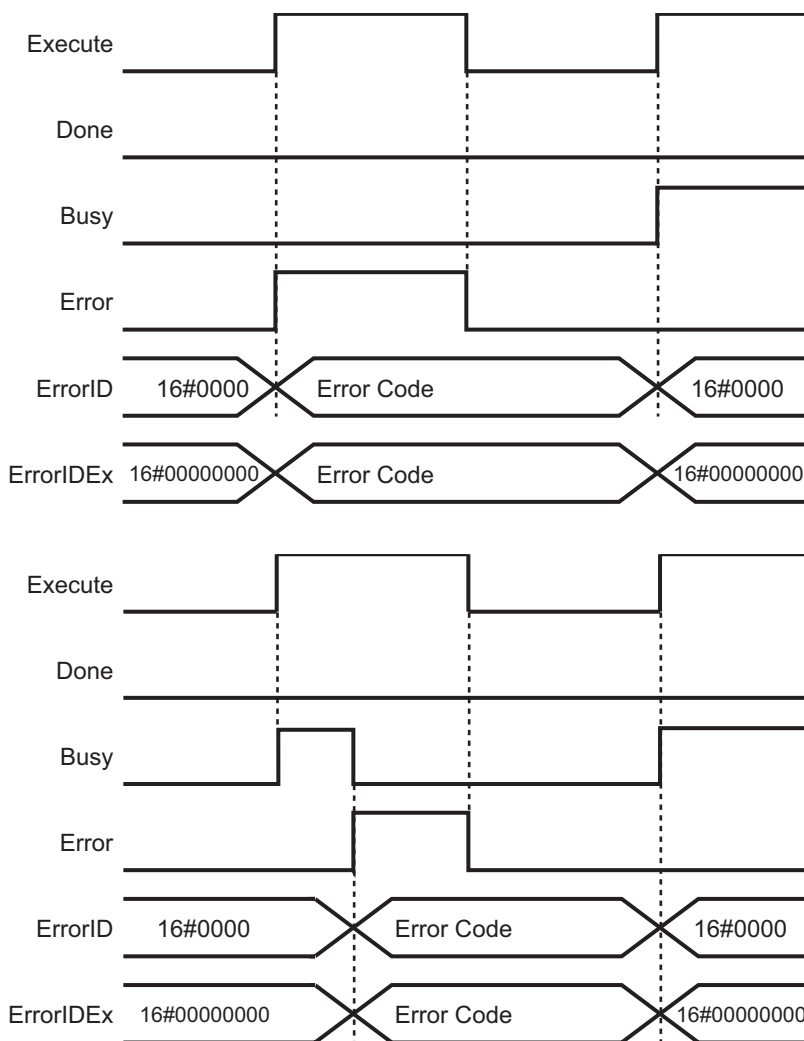 Execute
Done
Busy
Error
ErrorID 16#0000 Error Code 16#0000
ErrorIDEx 16#00000000 Error Code 16#00000000
Execute
Done
Busy
Error
ErrorID 16#0000 Error Code 16#0000
ErrorIDEx 16#00000000 Error Code 16#00000000